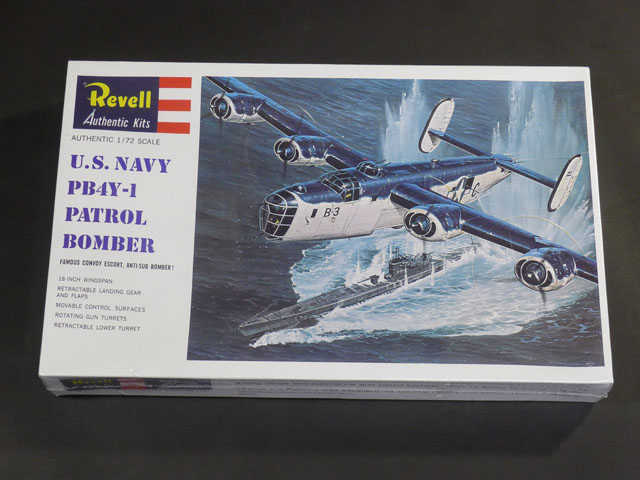 Revell
Authentic Kits
AUTHENTIC 1/72 SCALE
U.S. NAVY
PB4Y-1
PATROL
BOMBER
FAMOUS CONVOY ESCORT, ANTI-SUB BOMBER!
18-INCH WINGSPAN
RETRACTABLE LANDING GEAR
AND FLAPS
MOVABLE CONTROL SURFACES
ROTATING GUN TURRETS
RETRACTABLE LOWER TURRET
B-3
C
Revell